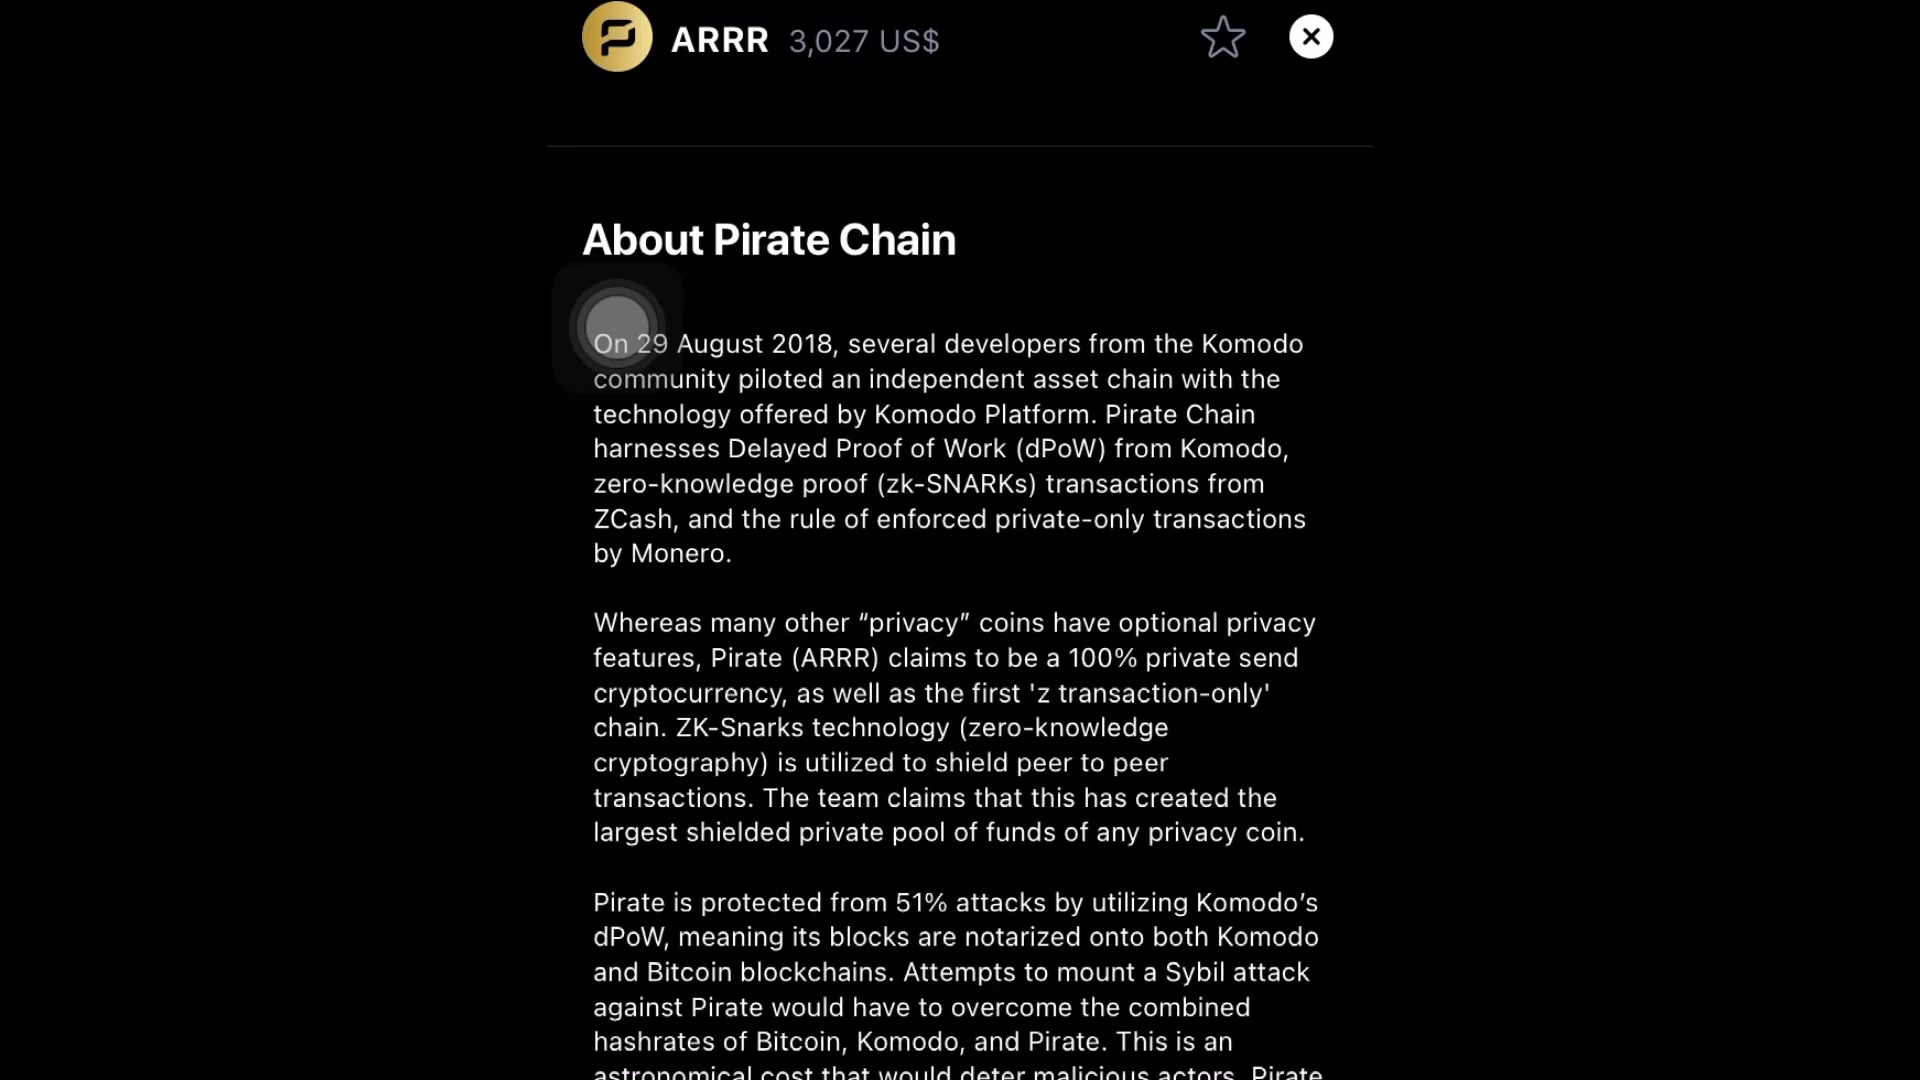 ARRR 3,027 US$
About Pirate Chain
On 29 August 2018, several developers from the Komodo
community piloted an independent asset chain with the
technology offered by Komodo Platform. Pirate Chain
harnesses Delayed Proof of Work (dPoW) from Komodo,
zero-knowledge proof (zk-SNARKs) transactions from
ZCash, and the rule of enforced private-only transactions
by Monero.
Whereas many other “privacy” coins have optional privacy
features, Pirate (ARRR) claims to be a 100% private send
cryptocurrency, as well as the first 'z transaction-only'
chain. ZK-Snarks technology (zero-knowledge
cryptography) is utilized to shield peer to peer
transactions. The team claims that this has created the
largest shielded private pool of funds of any privacy coin.
Pirate is protected from 51% attacks by utilizing Komodo’s
dPoW, meaning its blocks are notarized onto both Komodo
and Bitcoin blockchains. Attempts to mount a Sybil attack
against Pirate would have to overcome the combined
hashrates of Bitcoin, Komodo, and Pirate. This is an
astronomical cost that would deter malicious actors. Pirate